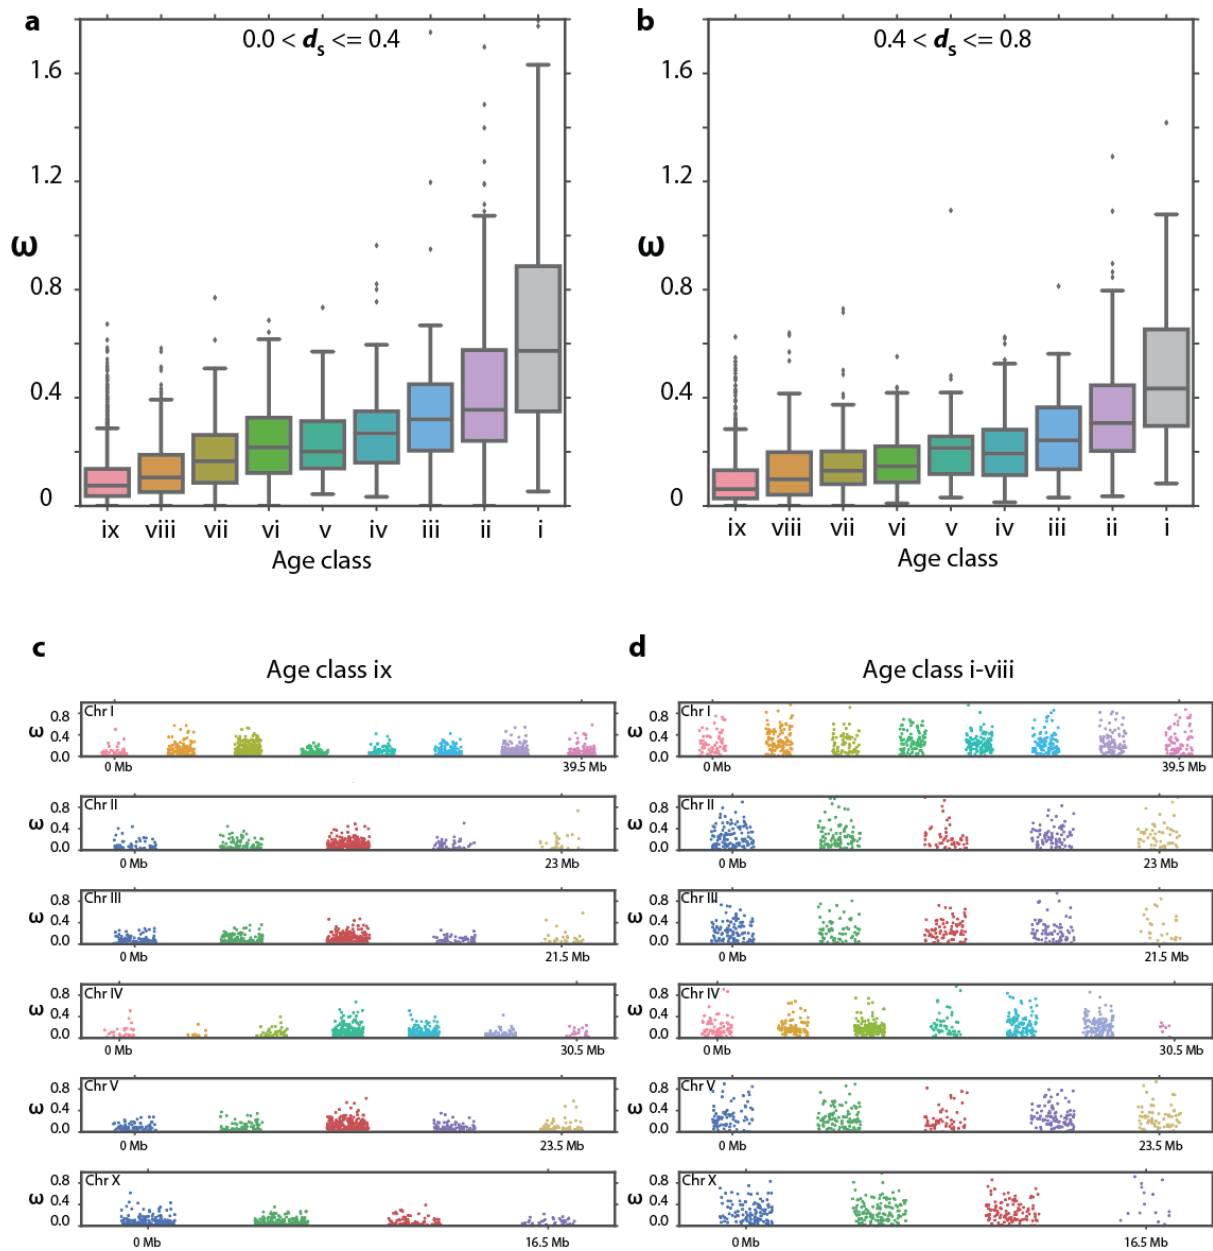 a
0.0 < ds <= 0.4
1.6
1.2
ω
0.8
0.4
0
ix viii vii vi v iv iii ii i
Age class
b
0.4 < ds <= 0.8
1.6
1.2
ω
0.8
0.4
0
ix viii vii vi v iv iii ii i
Age class
c
Age class ix
Chr I
ω
0.8
0.4
0.0
0 Mb 39.5 Mb
Chr II
ω
0.8
0.4
0.0
0 Mb 23 Mb
Chr III
ω
0.8
0.4
0.0
0 Mb 21.5 Mb
Chr IV
ω
0.8
0.4
0.0
0 Mb 30.5 Mb
Chr V
ω
0.8
0.4
0.0
0 Mb 23.5 Mb
Chr X
ω
0.8
0.4
0.0
0 Mb 16.5 Mb
d
Age class i-viii
Chr I
ω
0.8
0.4
0.0
0 Mb 39.5 Mb
Chr II
ω
0.8
0.4
0.0
0 Mb 23 Mb
Chr III
ω
0.8
0.4
0.0
0 Mb 21.5 Mb
Chr IV
ω
0.8
0.4
0.0
0 Mb 30.5 Mb
Chr V
ω
0.8
0.4
0.0
0 Mb 23.5 Mb
Chr X
ω
0.8
0.4
0.0
0 Mb 16.5 Mb